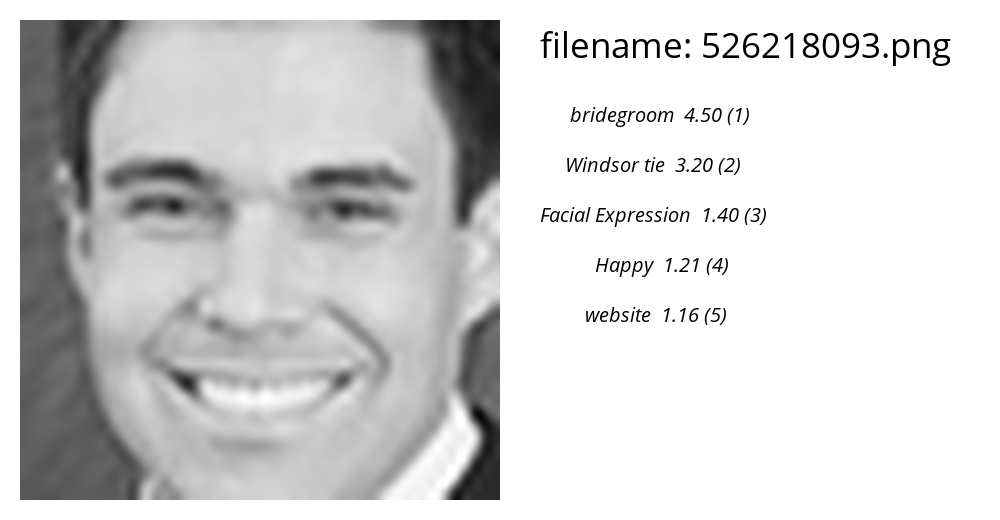 filename: 526218093.png
bridegroom 4.50 (1)
Windsor tie 3.20 (2)
Facial Expression 1.40 (3)
Happy 1.21 (4)
website 1.16 (5)